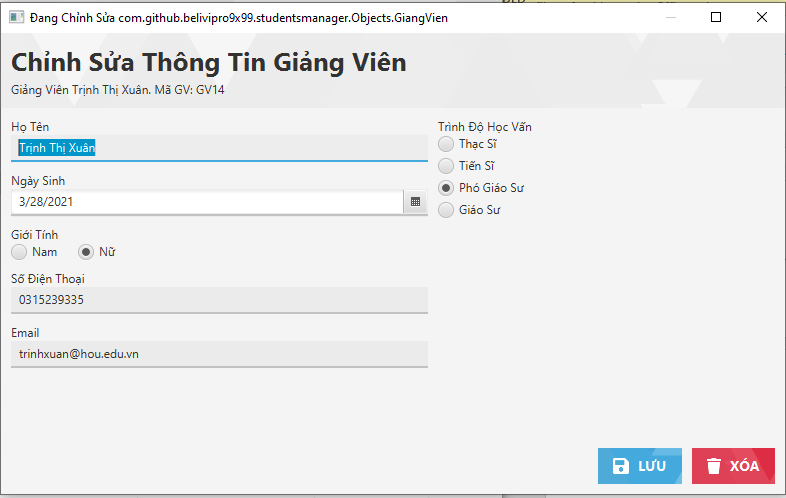 Đang Chỉnh Sửa com.github.belivipro9x99.studentsmanager.Objects.GiangVien
Chỉnh Sửa Thông Tin Giảng Viên
Giảng Viên Trịnh Thị Xuân. Mã GV: GV14
Họ Tên
Trịnh Thị Xuân
Ngày Sinh
3/28/2021
Giới Tính
Nam Nữ
Số Điện Thoại
0315239335
Email
trinhxuan@hou.edu.vn
Trình Độ Học Vấn
Thạc Sĩ
Tiến Sĩ
Phó Giáo Sư
Giáo Sư
LƯU XÓA